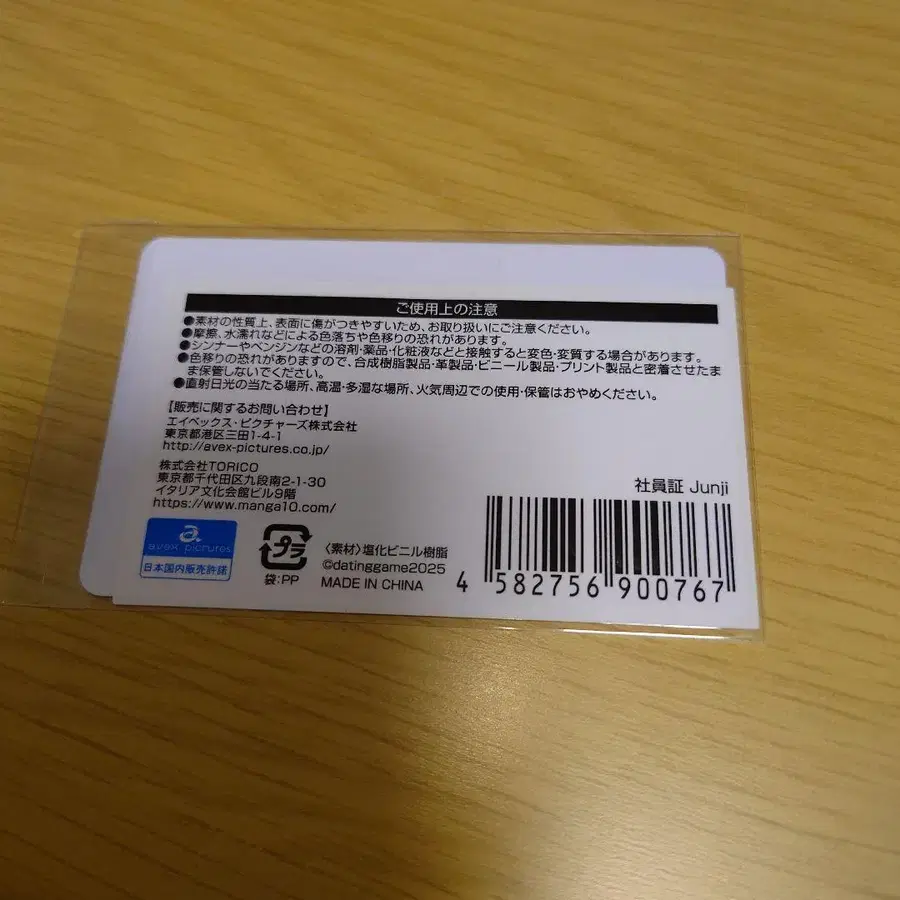 ご使用上の注意
●素材の性質上、表面に傷がつきやすいため、お取り扱いにご注意ください。
●摩擦、水濡れなどによる色落ちや色移りの恐れがあります。
●シンナーやベンジンなどの溶剤・薬品・化粧液などと接触すると変色・変質する場合があります。
●色移りの恐れがありますので、合成樹脂製品・革製品・ビニール製品・プリント製品と密着させたま
ま保管しないでください。
●直射日光の当たる場所、高温・多湿な場所、火気周辺での使用・保管はおやめください。
【販売に関するお問い合わせ】
エイベックス・ピクチャーズ株式会社
東京都港区三田1-4-1
http://avex-pictures.co.jp/
株式会社TORICO
東京都千代田区九段南2-1-30
イタリア文化会館ビル9階
https://www.manga10.com/
社員証 Junji
a.
avex pictures
日本国内販売許諾
プラ
袋:PP
〈素材〉塩化ビニル樹脂
©datinggame2025
MADE IN CHINA
4 582756 900767